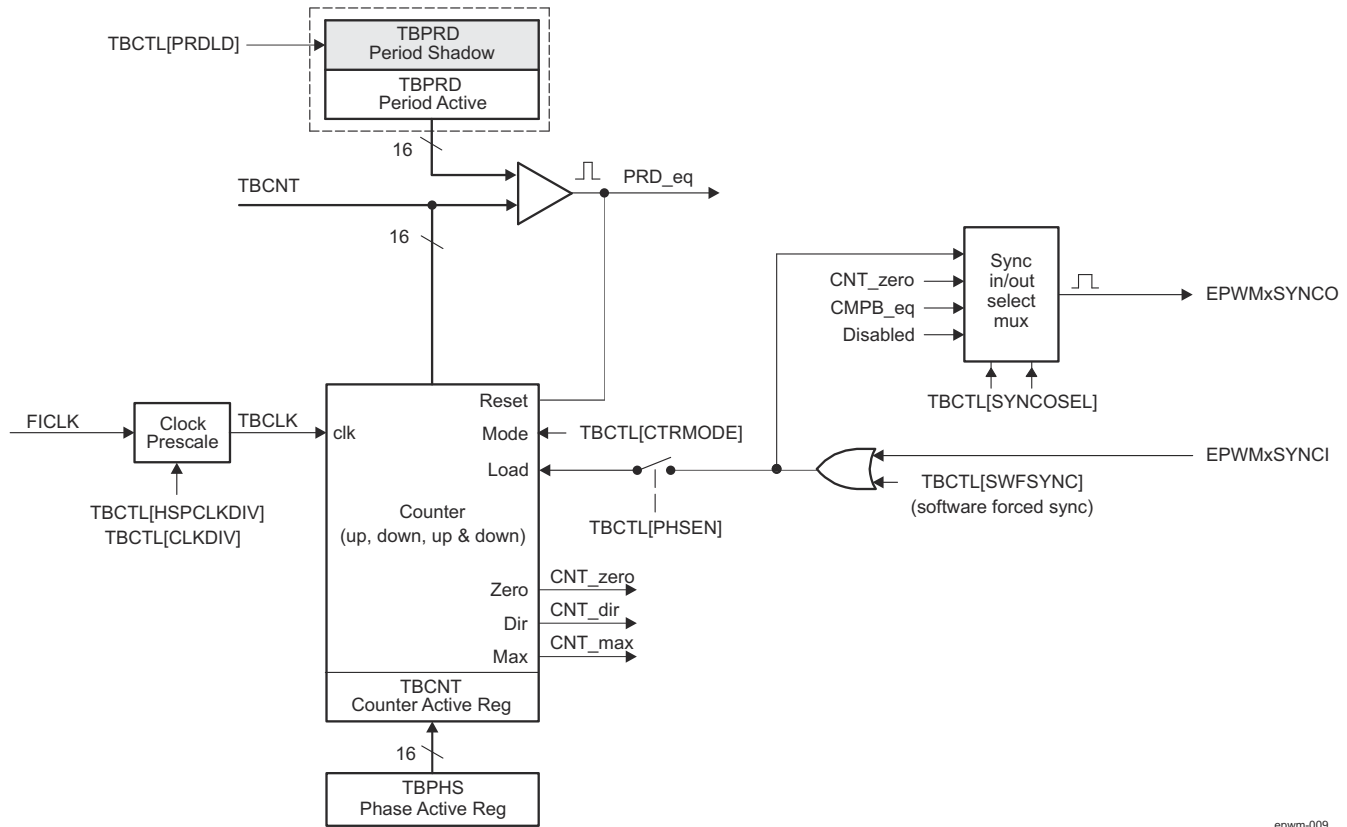 TBPRD
Period Shadow
TBCTL[PRDLD]
TBPRD
Period Active
16
TBCNT
PRD_eq
16
Sync
in/out
select
mux
CNT_zero
CMPB_eq
Disabled
EPWMxSYNCO
TBCTL[SYNCOSEL]
FICLK
Clock
Prescale
TBCLK
clk
Reset
Mode
TBCTL[CTRMODE]
Load
EPWMxSYNCI
TBCTL[SWFSYNC]
(software forced sync)
TBCTL[HSPCLKDIV]
TBCTL[CLKDIV]
Counter
(up, down, up & down)
TBCTL[PHSEN]
Zero
CNT_zero
Dir
CNT_dir
Max
CNT_max
TBCNT
Counter Active Reg
16
TBPHS
Phase Active Reg
epwm-009